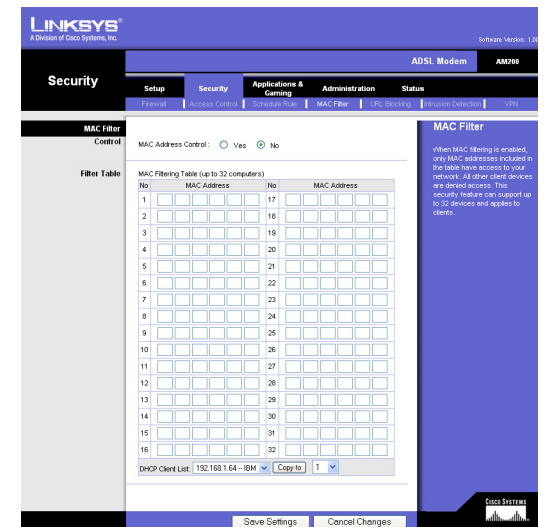 LINKSYS®
A Division of Cisco Systems, Inc.
Software Version: 1.00
ADSL Modem AM200
Security
Setup Security Applications & Gaming Administration Status
Firewall Access Control Schedule Rule MAC Filter URL Blocking Intrusion Detection VPN
MAC Filter
Control
MAC Address Control: Yes No
Filter Table
MAC Filtering Table (up to 32 computers)
No MAC Address No MAC Address
1 17
2 18
3 19
4 20
5 21
6 22
7 23
8 24
9 25
10 26
11 27
12 28
13 29
14 30
15 31
16 32
DHCP Client List: 192.168.1.64 -- IBM Copy to 1
MAC Filter
When MAC filtering is enabled,
only MAC addresses included in
the table have access to your
network. All other client devices
are denied access. This
security feature can support up
to 32 devices and applies to
clients.
Save Settings Cancel Changes
CISCO SYSTEMS